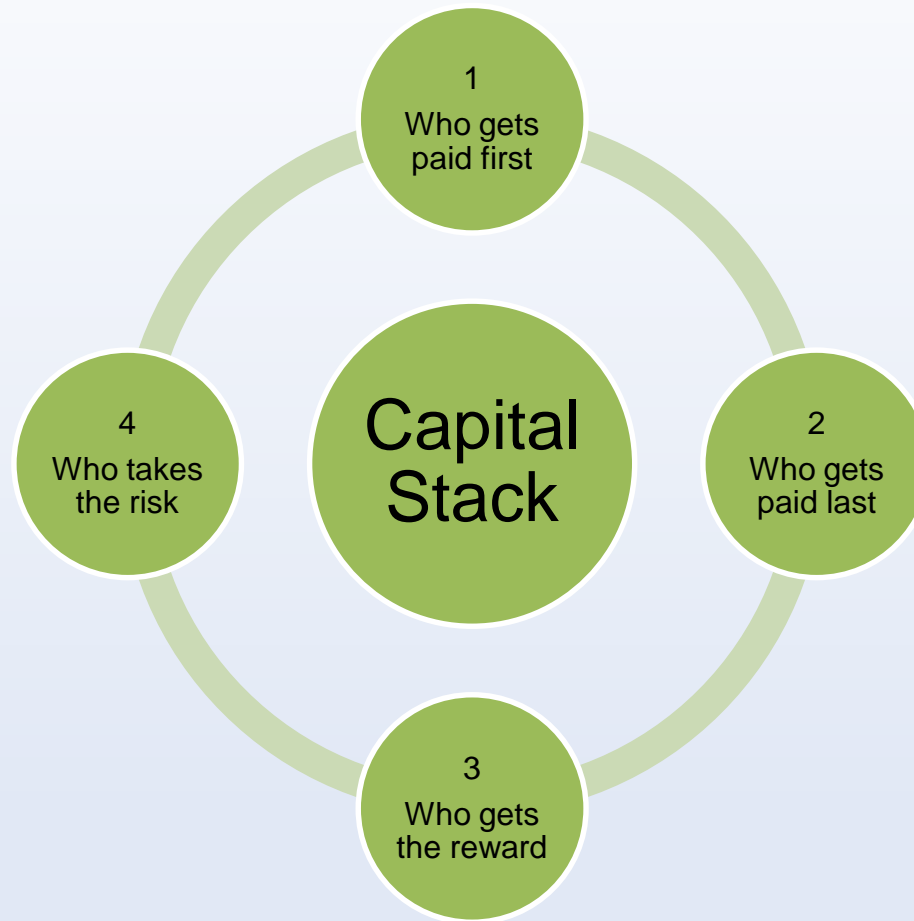 1
Who gets
paid first
Capital
Stack
2
Who gets
paid last
3
Who gets
the reward
4
Who takes
the risk